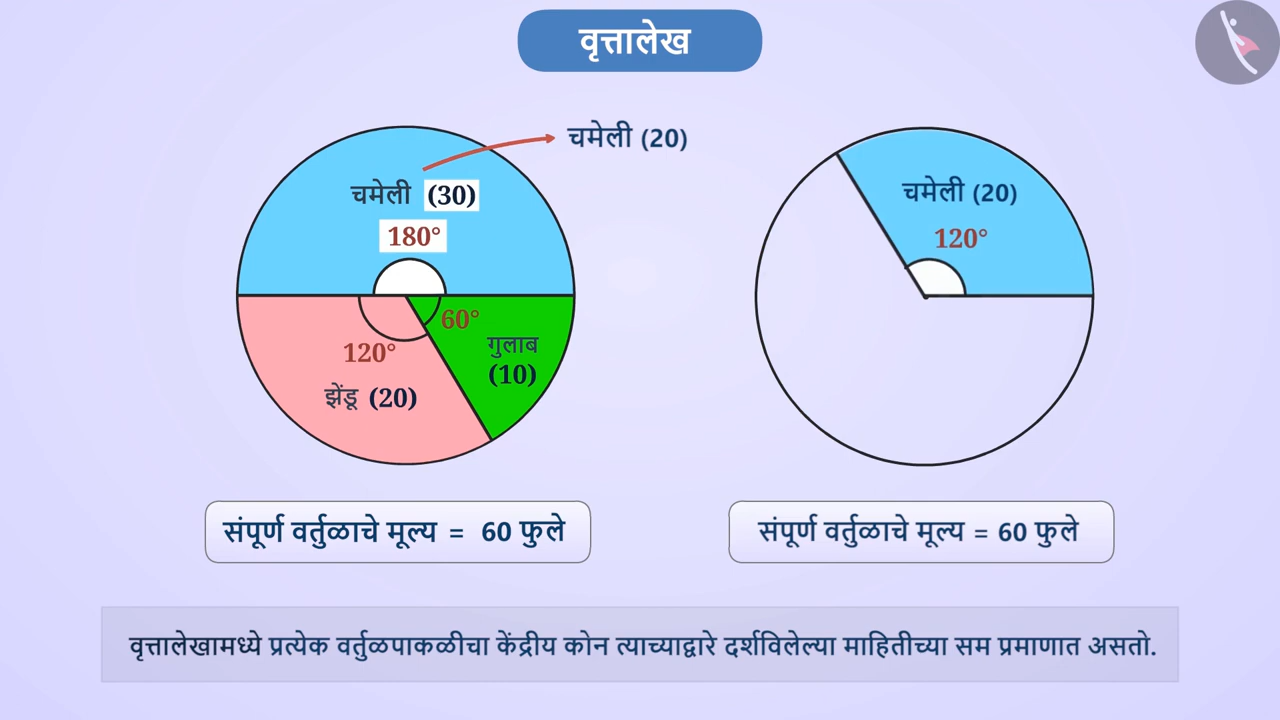 वृत्तालेख
चमेली (30)
180°
120°
झेंडू (20)
60°
गुलाब
(10)
चमेली (20)
चमेली (20)
120°
संपूर्ण वर्तुळाचे मूल्य = 60 फुले
संपूर्ण वर्तुळाचे मूल्य = 60 फुले
वृत्तालेखामध्ये प्रत्येक वर्तुळपाकळीचा केंद्रीय कोन त्याच्याद्वारे दर्शविलेल्या माहितीच्या सम प्रमाणात असतो.